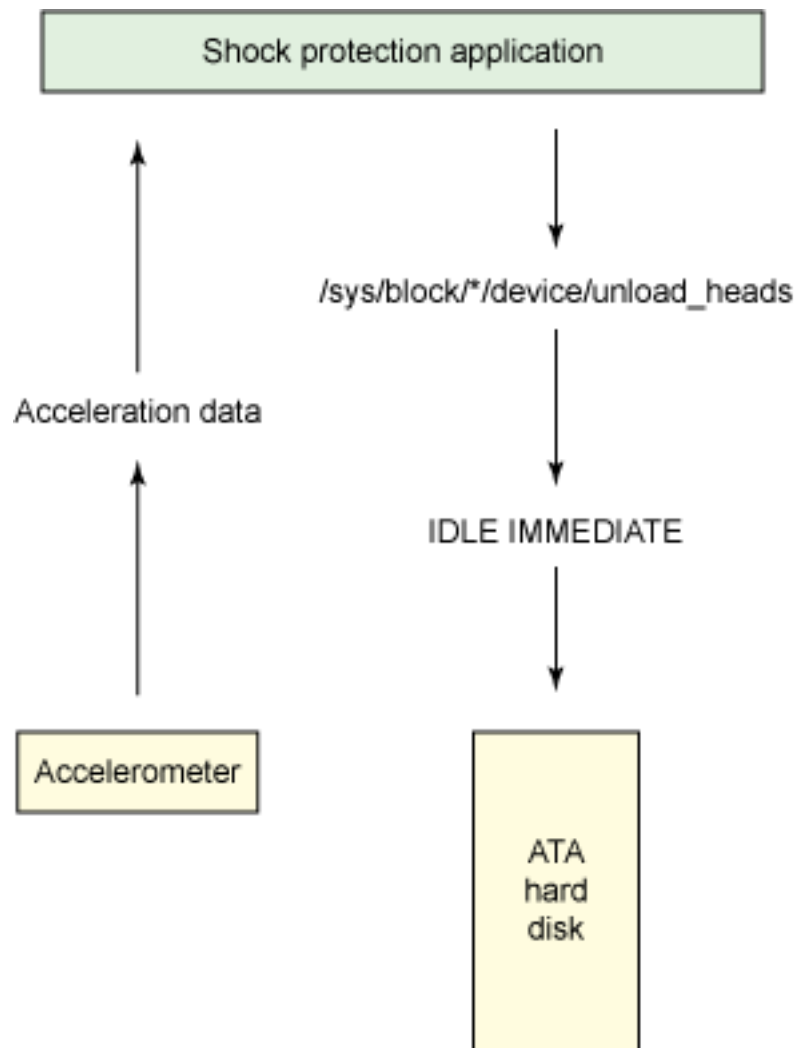 Shock protection application
/sys/block/*/device/unload_heads
Acceleration data
IDLE IMMEDIATE
Accelerometer
ATA
hard
disk